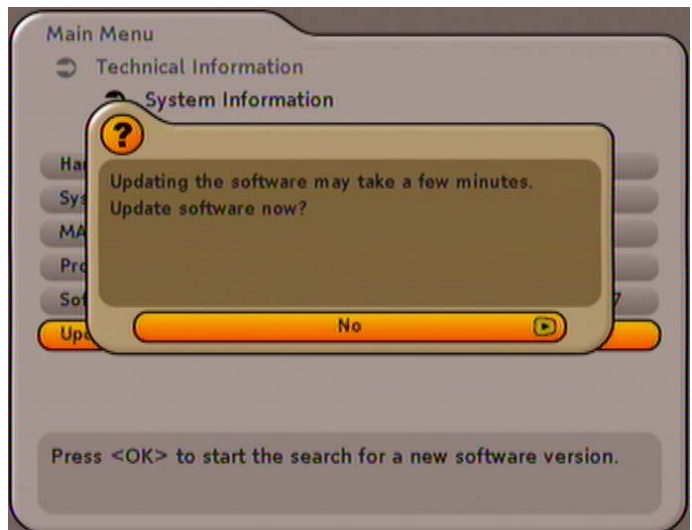 Main Menu
Technical Information
System Information
?
Updating the software may take a few minutes.
Update software now?
No
Press <OK> to start the search for a new software version.